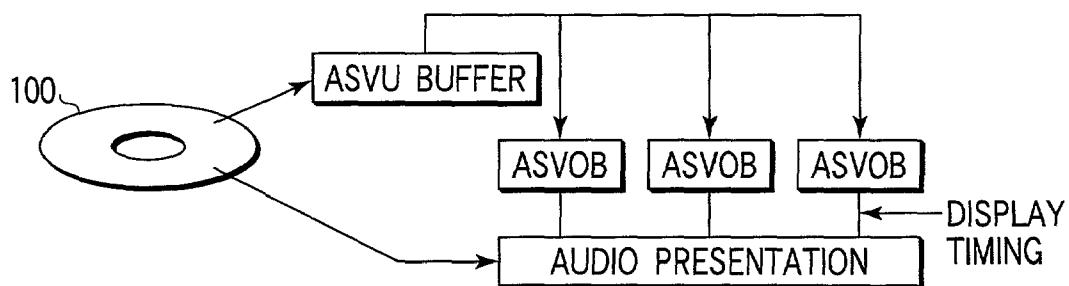 100
ASVU BUFFER
ASVOB
ASVOB
ASVOB
DISPLAY
TIMING
AUDIO PRESENTATION